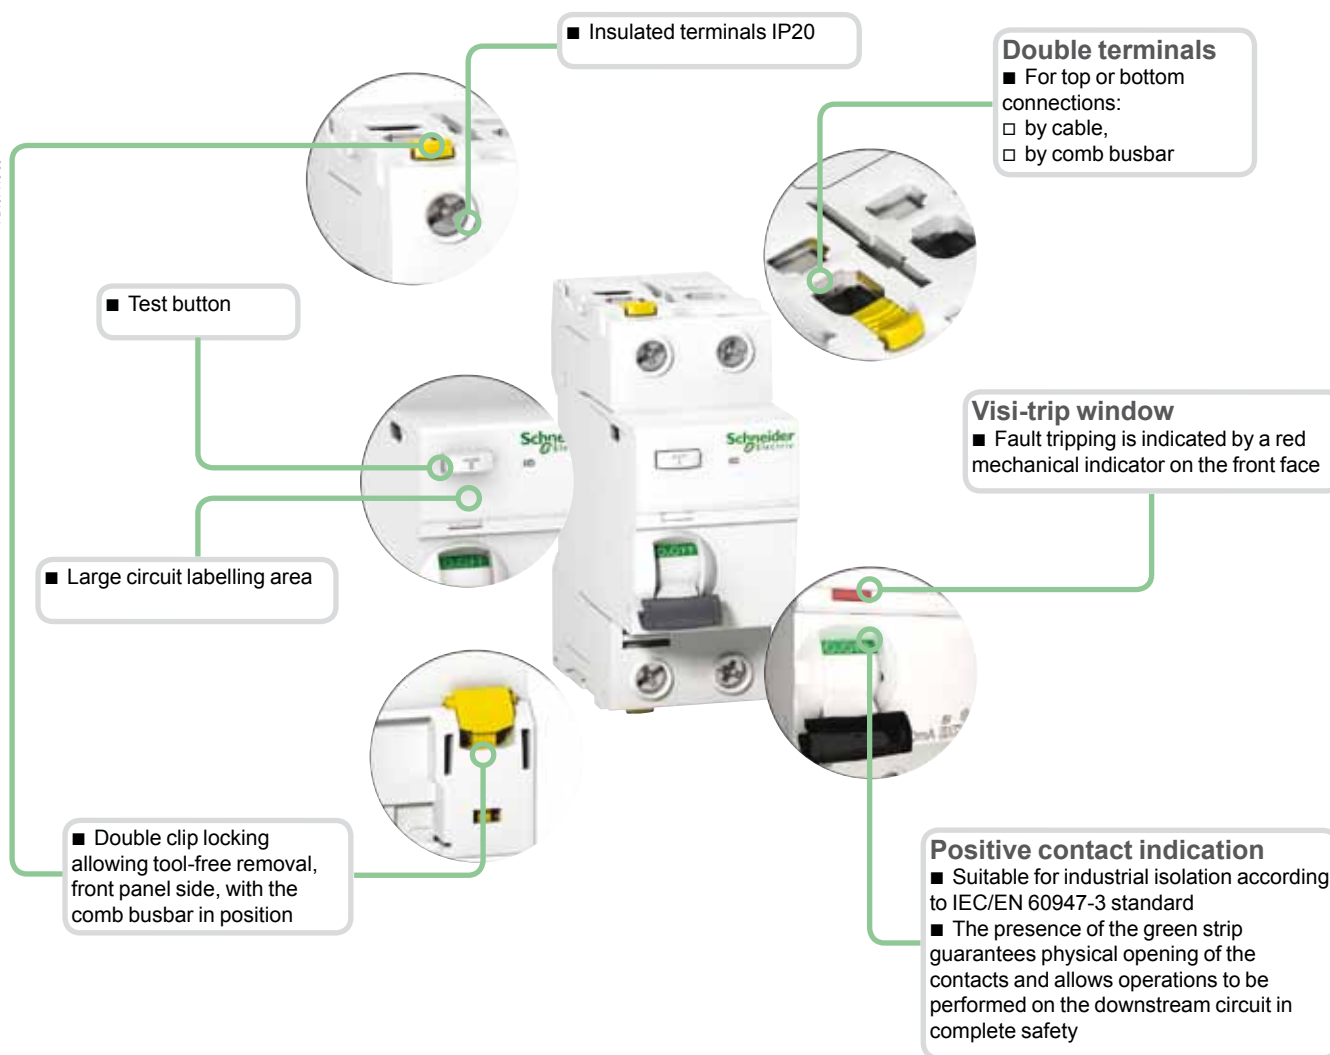 ■ Insulated terminals IP20
Double terminals
■ For top or bottom
connections:
□ by cable,
□ by comb busbar
■ Test button
Schneider
Electric
Visi-trip window
■ Fault tripping is indicated by a red
mechanical indicator on the front face
■ Large circuit labelling area
O.OFF
■ Double clip locking
allowing tool-free removal,
front panel side, with the
comb busbar in position
Positive contact indication
■ Suitable for industrial isolation according
to IEC/EN 60947-3 standard
■ The presence of the green strip
guarantees physical opening of the
contacts and allows operations to be
performed on the downstream circuit in
complete safety